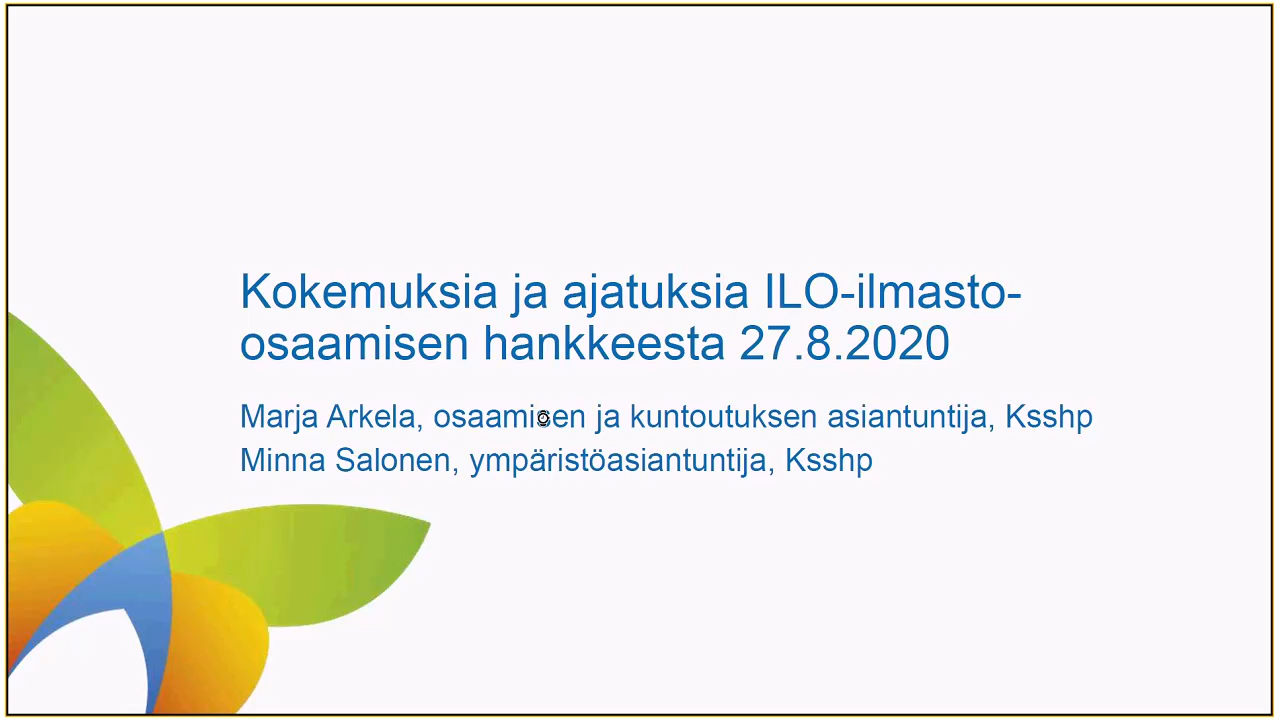 Kokemuksia ja ajatuksia ILO-ilmasto-
osaamisen hankkeesta 27.8.2020
Marja Arkela, osaamisen ja kuntoutuksen asiantuntija, Ksshp
Minna Salonen, ympäristöasiantuntija, Ksshp